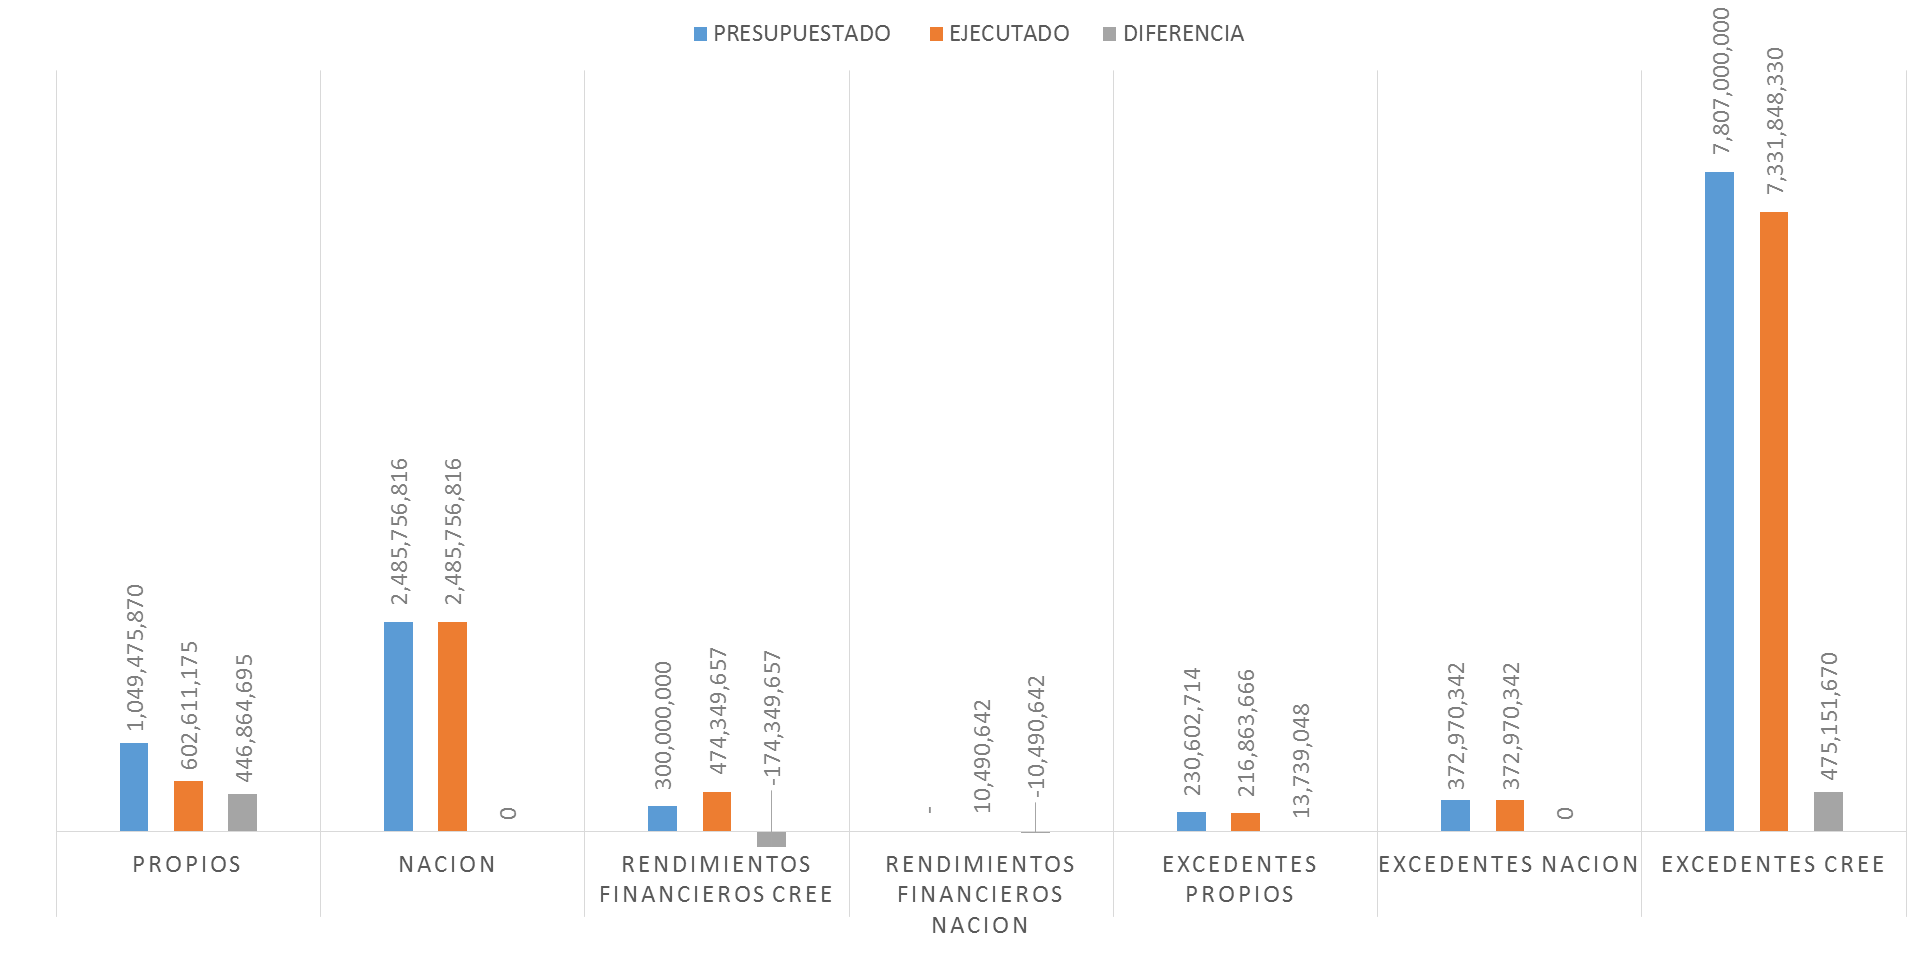 PRESUPUESTADO
EJECUTADO
DIFERENCIA
1,049,475,870
602,611,175
446,864,695
2,485,756,816
2,485,756,816
0
300,000,000
474,349,657
-174,349,657
-
10,490,642
-10,490,642
230,602,714
216,863,666
13,739,048
372,970,342
372,970,342
0
7,807,000,000
7,331,848,330
475,151,670
PROPIOS
NACION
RENDIMIENTOS
FINANCIEROS CREE
RENDIMIENTOS
FINANCIEROS
NACION
EXCEDENTES
PROPIOS
EXCEDENTES NACION
EXCEDENTES CREE